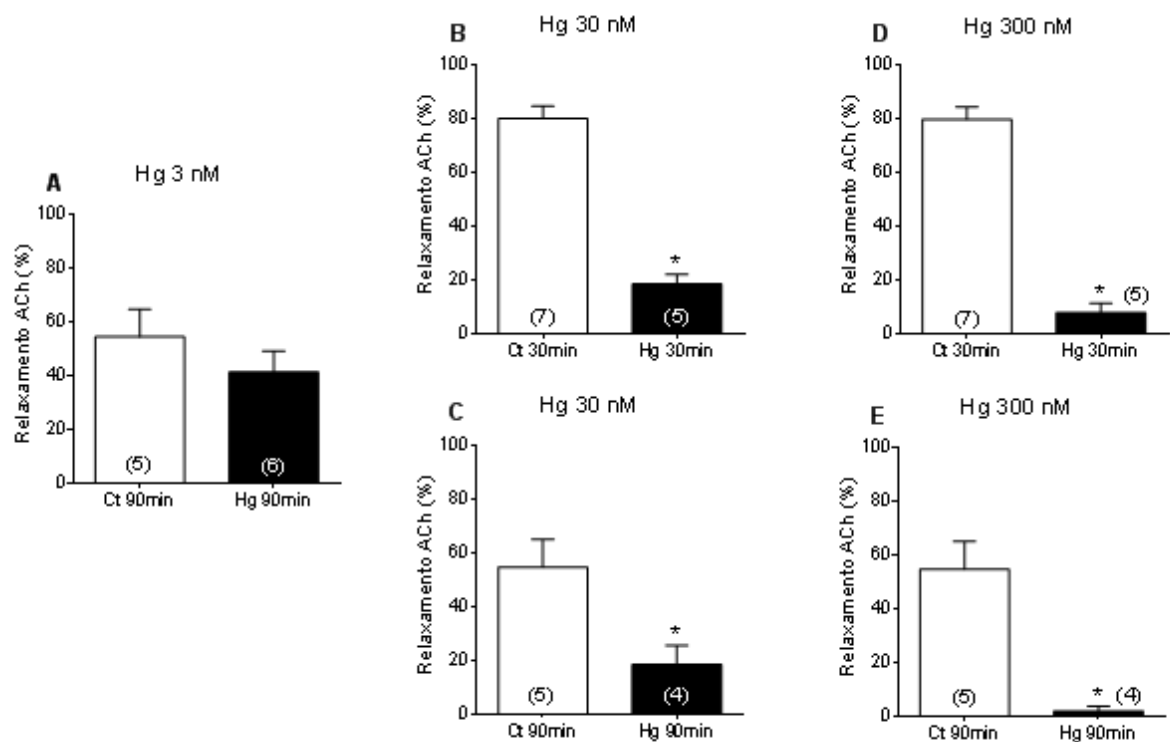 A
Hg 3 nM
Relaxamento ACh (%)
100
80
60
40
20
0
(5)
(6)
Ct 90min
Hg 90min
B
Hg 30 nM
Relaxamento ACh (%)
100
80
60
40
20
0
*
(7)
(5)
Ct 30min
Hg 30min
C
Hg 30 nM
Relaxamento ACh (%)
100
80
60
40
20
0
*
(5)
(4)
Ct 90min
Hg 90min
D
Hg 300 nM
Relaxamento ACh (%)
100
80
60
40
20
0
* (5)
(7)
Ct 30min
Hg 30min
E
Hg 300 nM
Relaxamento ACh (%)
100
80
60
40
20
0
(5)
* (4)
Ct 90min
Hg 90min